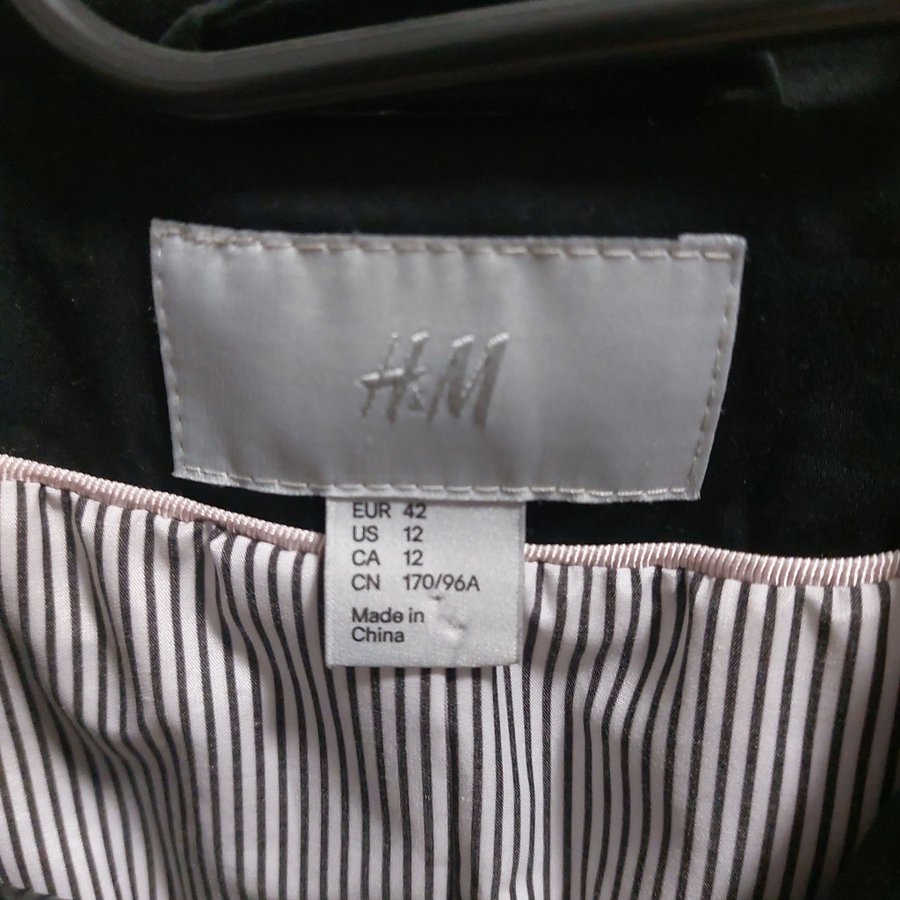 H&M
EUR 42
US 12
CA 12
CN 170/96A
Made in
China